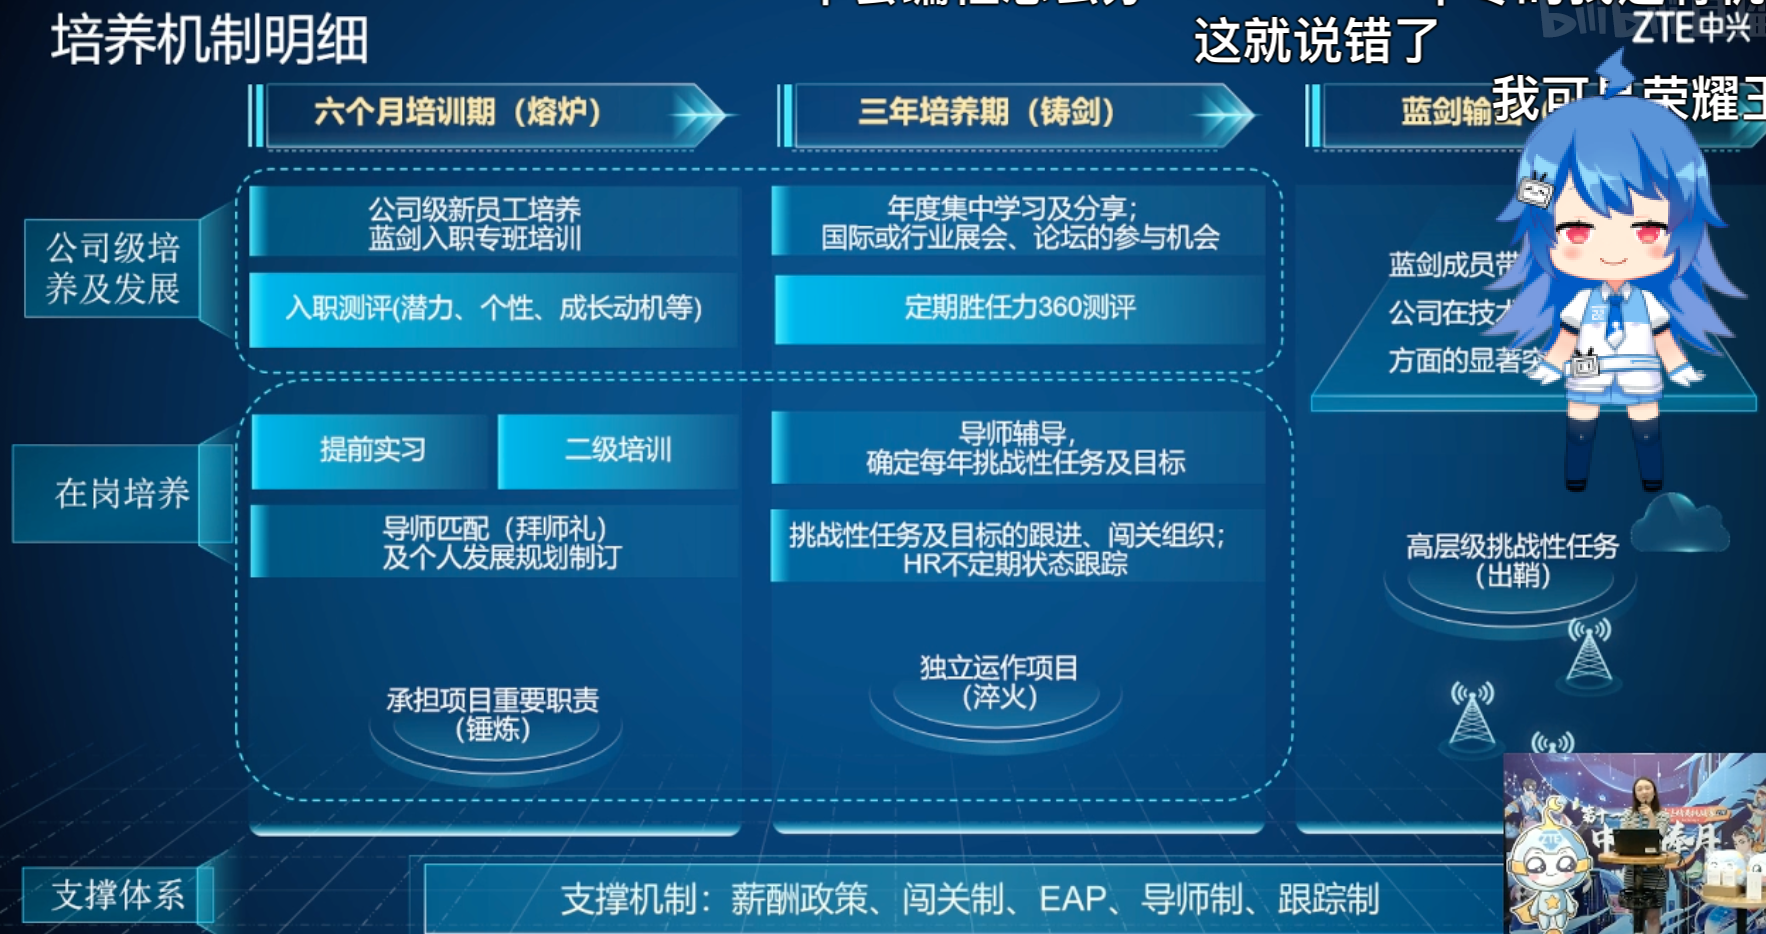 培养机制明细
这就说错了
ZTE中兴
六个月培训期（熔炉）
三年培养期（铸剑）
蓝剑输
我可
荣耀王
公司级培
养及发展
公司级新员工培养
蓝剑入职专班培训
年度集中学习及分享；
国际或行业展会、论坛的参与机会
入职测评(潜力、个性、成长动机等)
定期胜任力360测评
蓝剑成员带
公司在技术
方面的显著突
在岗培养
提前实习
二级培训
导师辅导，
确定每年挑战性任务及目标
导师匹配（拜师礼）
及个人发展规划制订
挑战性任务及目标的跟进、闯关组织；
HR不定期状态跟踪
高层级挑战性任务
（出鞘）
承担项目重要职责
（锤炼）
独立运作项目
（淬火）
支撑体系
支撑机制：薪酬政策、闯关制、EAP、导师制、跟踪制